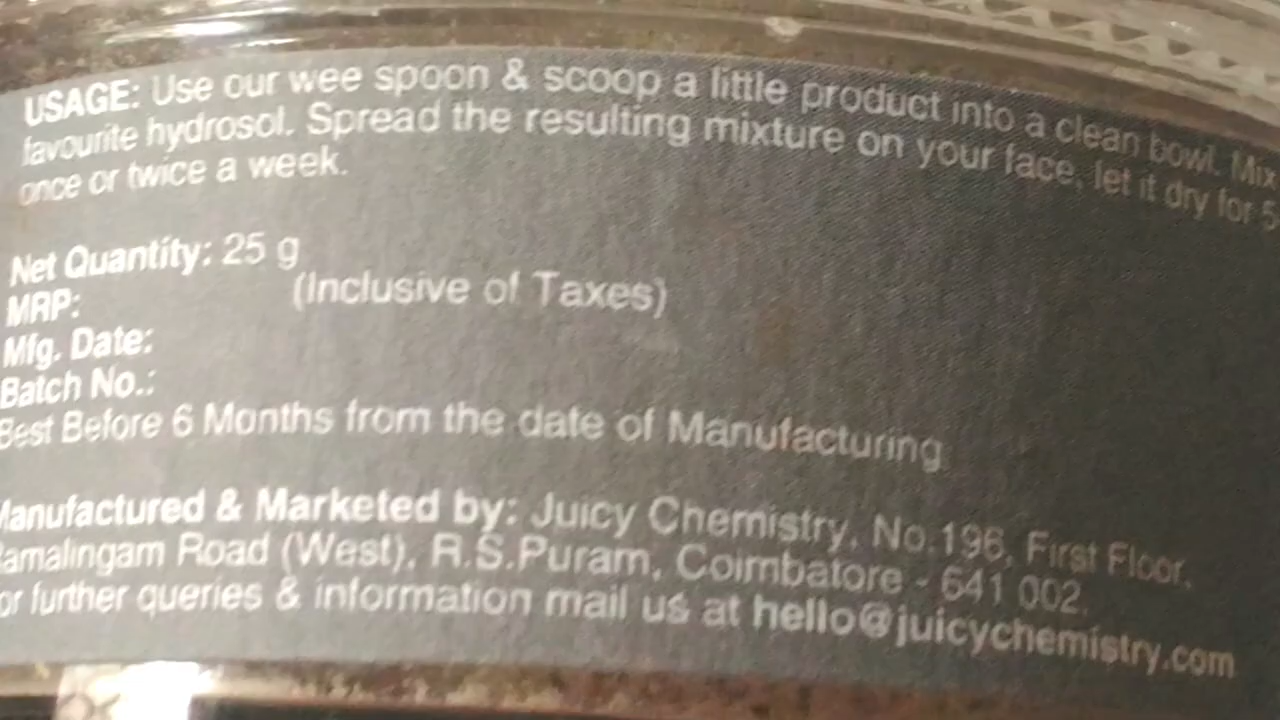 USAGE: Use our wee spoon & scoop a little product into a clean bowl. Mix
favourite hydrosol. Spread the resulting mixture on your face, let it dry for 5
once or twice a week.
Net Quantity: 25 g
MRP: (Inclusive of Taxes)
Mfg. Date:
Batch No.:
Best Before 6 Months from the date of Manufacturing
Manufactured & Marketed by: Juicy Chemistry, No.196, First Floor,
amalingam Road (West), R.S.Puram, Coimbatore - 641 002.
or further queries & information mail us at hello@juicychemistry.com